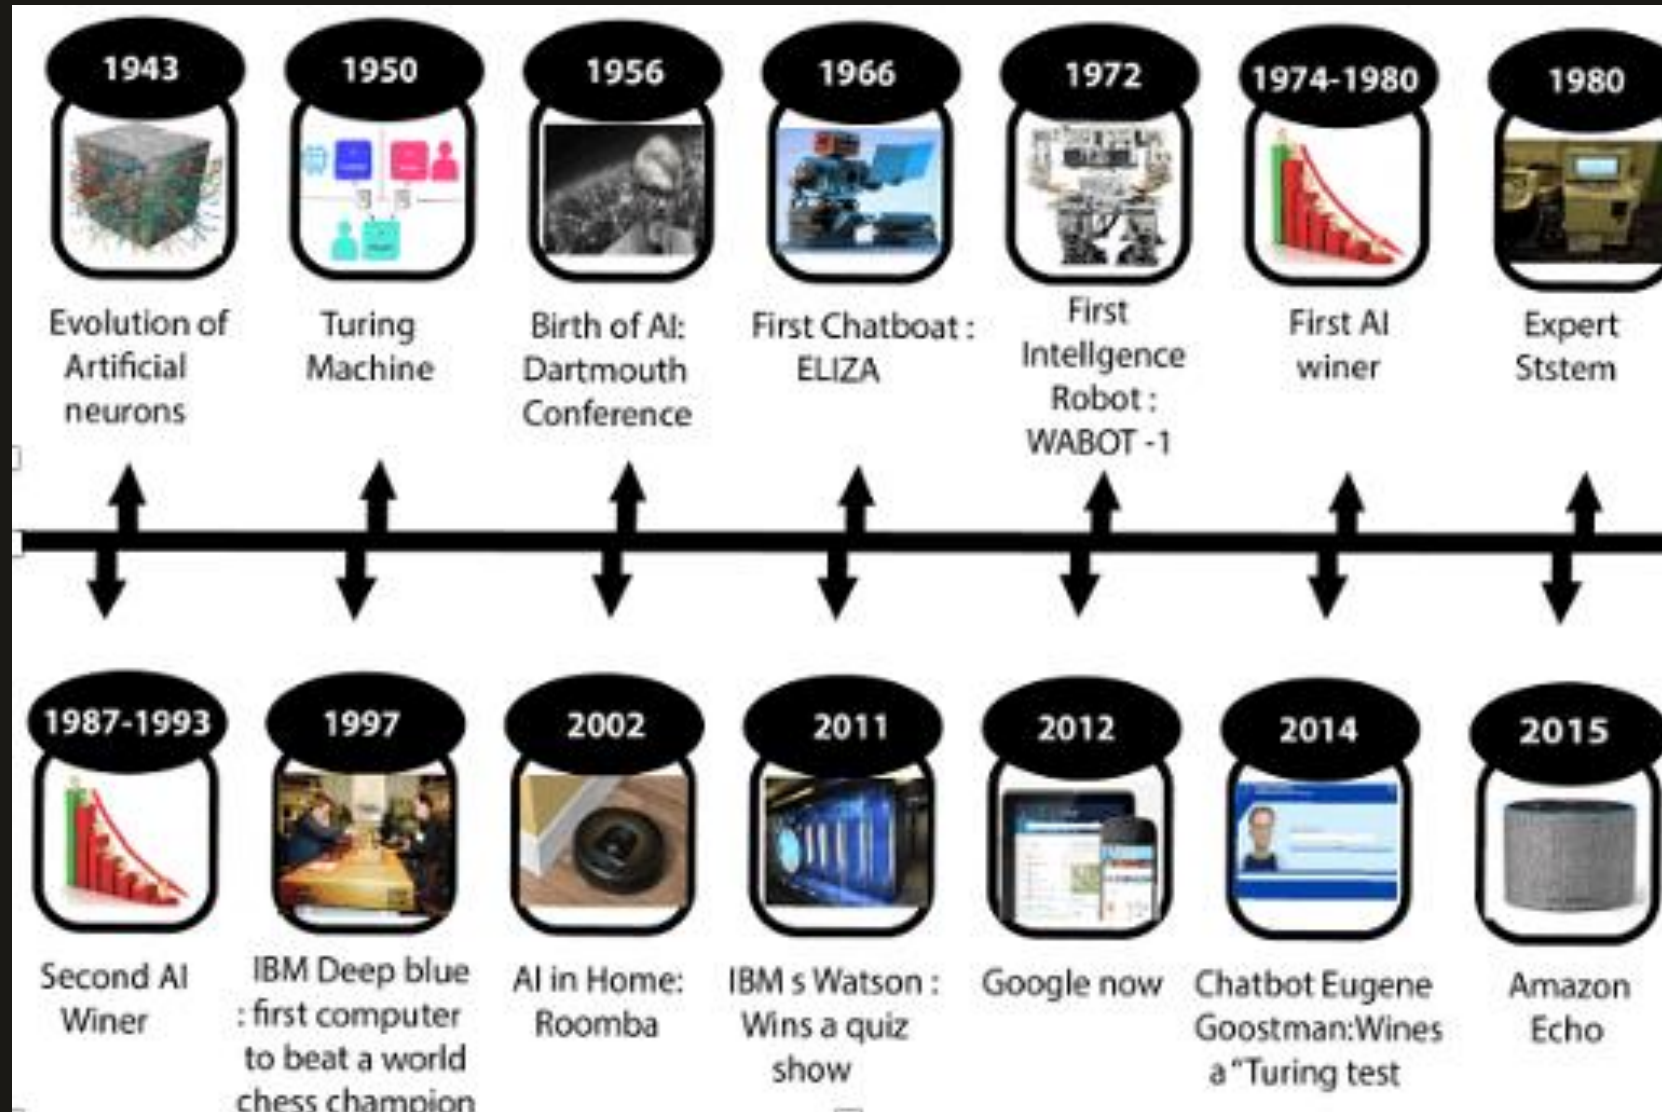 1943
1950
1956
1966
1972
1974-1980
1980
Evolution of
Artificial
neurons
Turing
Machine
Birth of AI:
Dartmouth
Conference
First Chatboat :
ELIZA
First
Intellgence
Robot :
WABOT -1
First AI
winer
Expert
Ststem
1987-1993
1997
2002
2011
2012
2014
2015
Second AI
Winer
IBM Deep blue
: first computer
to beat a world
chess champion
AI in Home:
Roomba
IBM s Watson :
Wins a quiz
show
Google now
Chatbot Eugene
Goostman:Wines
a "Turing test
Amazon
Echo